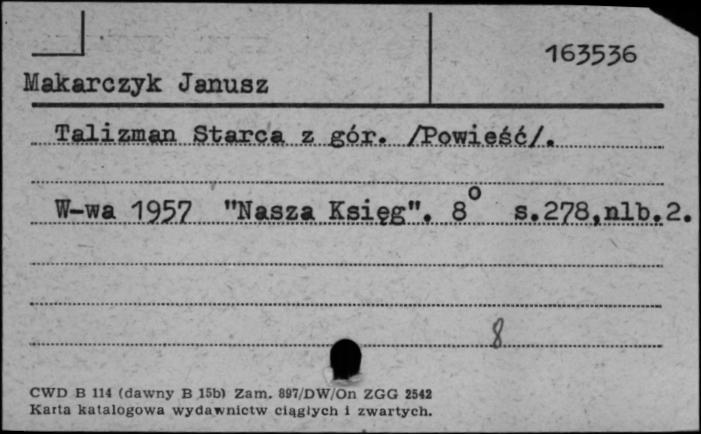 163536
Makarczyk Janusz
Talizman Starca z gór. /Powieść/.
W-wa 1957 "Nasza Księg". 8° s.278,nlb.2.
8
CWD B 114 (dawny B 15b) Zam. 897/DW/On ZGG 2542
Karta katalogowa wydawnictw ciągłych i zwartych.